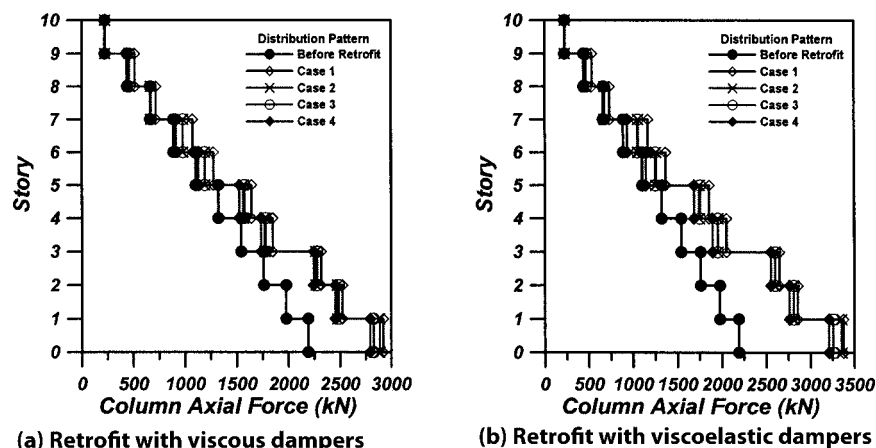 Story
10
9
8
7
6
5
4
3
2
1
0
Distribution Pattern
Before Retrofit
Case 1
Case 2
Case 3
Case 4
0 500 1000 1500 2000 2500 3000
Column Axial Force (kN)
(a) Retrofit with viscous dampers
Story
10
9
8
7
6
5
4
3
2
1
0
Distribution Pattern
Before Retrofit
Case 1
Case 2
Case 3
Case 4
0 500 1000 1500 2000 2500 3000 3500
Column Axial Force (kN)
(b) Retrofit with viscoelastic dampers